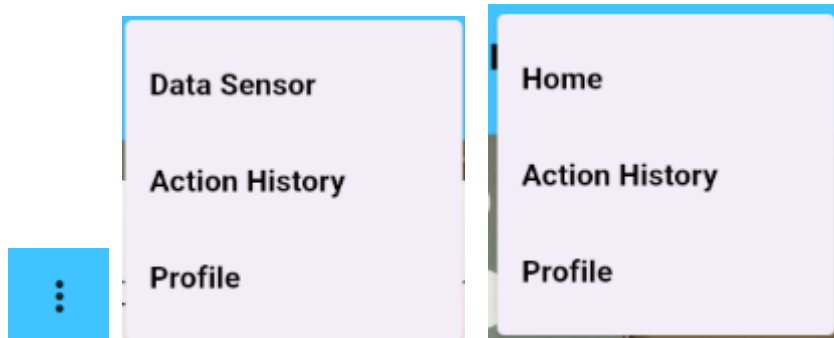 Data Sensor
Action History
Profile
Home
Action History
Profile